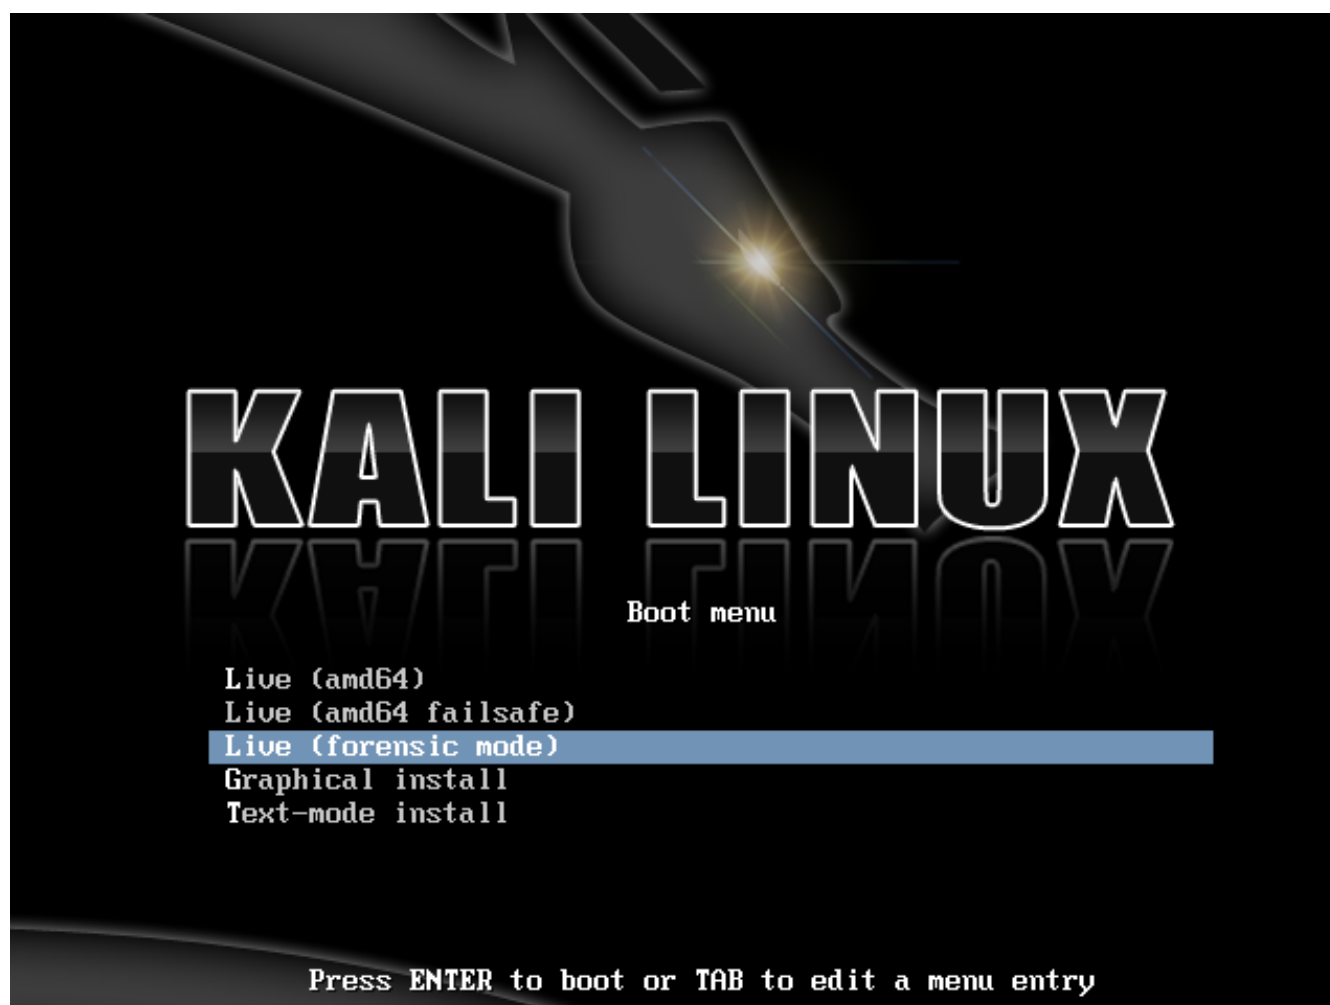 KALI LINUX
Boot menu
Live (amd64)
Live (amd64 failsafe)
Live (forensic mode)
Graphical install
Text-mode install
Press ENTER to boot or TAB to edit a menu entry